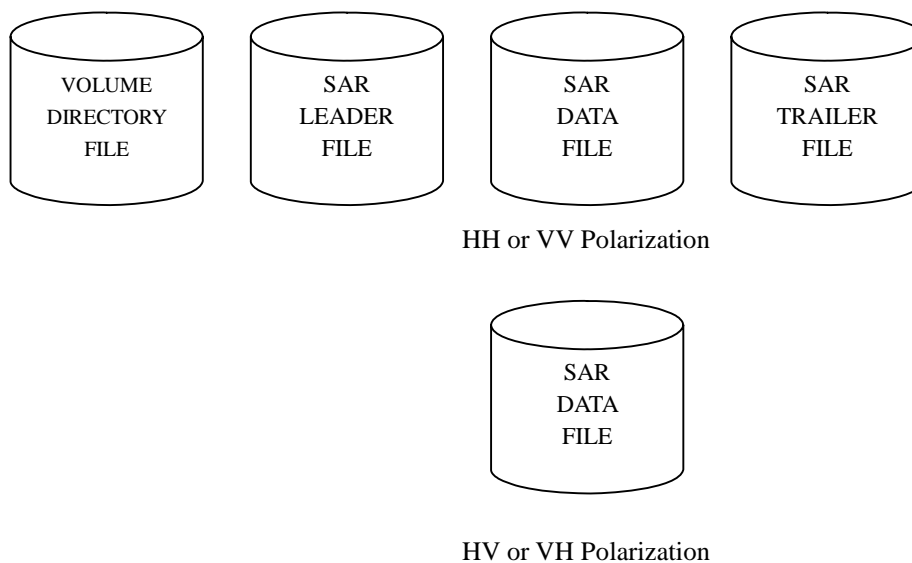 VOLUME
DIRECTORY
FILE
SAR
LEADER
FILE
SAR
DATA
FILE
SAR
TRAILER
FILE
HH or VV Polarization
SAR
DATA
FILE
HV or VH Polarization